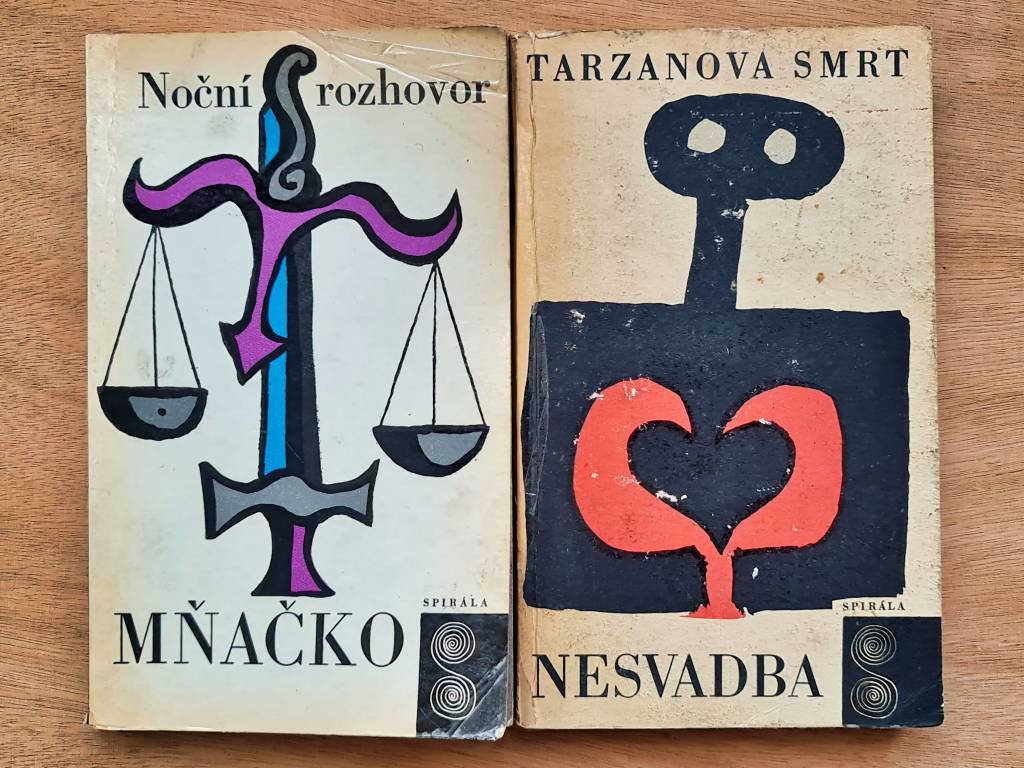 Noční rozhovor
MŇAČKO
SPIRÁLA
TARZANOVA SMRT
NESVADBA
SPIRÁLA